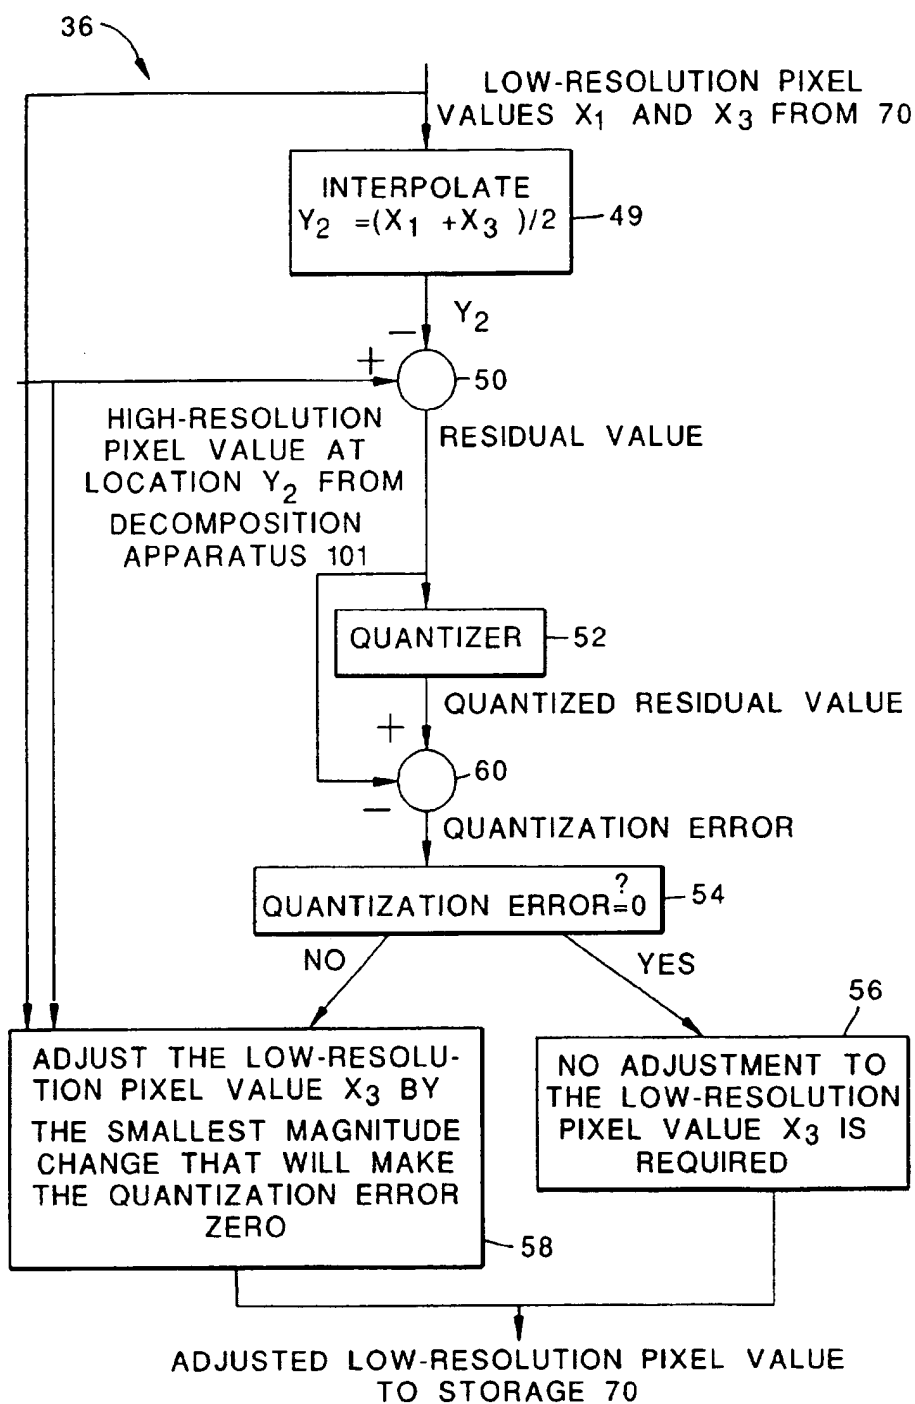 36
LOW-RESOLUTION PIXEL
VALUES X1 AND X3 FROM 70
INTERPOLATE
Y2 =(X1 +X3 )/2
49
Y2
−
+
50
HIGH-RESOLUTION
PIXEL VALUE AT
LOCATION Y2 FROM
DECOMPOSITION
APPARATUS 101
RESIDUAL VALUE
QUANTIZER
52
QUANTIZED RESIDUAL VALUE
+
60
−
QUANTIZATION ERROR
QUANTIZATION ERROR=0
?
54
NO
YES
56
ADJUST THE LOW-RESOLU-
TION PIXEL VALUE X3 BY
THE SMALLEST MAGNITUDE
CHANGE THAT WILL MAKE
THE QUANTIZATION ERROR
ZERO
58
NO ADJUSTMENT TO
THE LOW-RESOLUTION
PIXEL VALUE X3 IS
REQUIRED
ADJUSTED LOW-RESOLUTION PIXEL VALUE
TO STORAGE 70